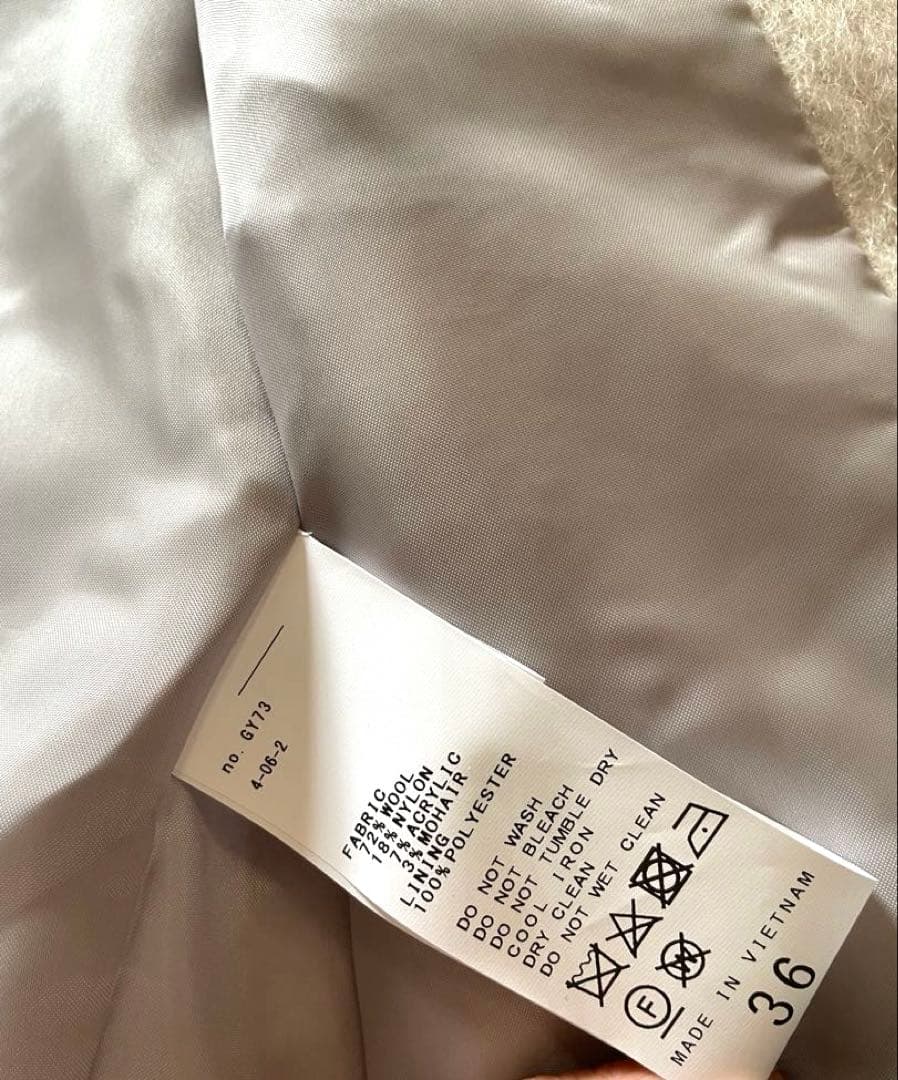 no. GY73
4-06-2
FABRIC
72% WOOL
18% NYLON
7% ACRYLIC
3% MOHAIR
LINING
100% POLYESTER
DO NOT WASH
DO NOT BLEACH
DO NOT TUMBLE DRY
COOL IRON
DRY CLEAN
DO NOT WET CLEAN
F W
MADE IN VIETNAM
36